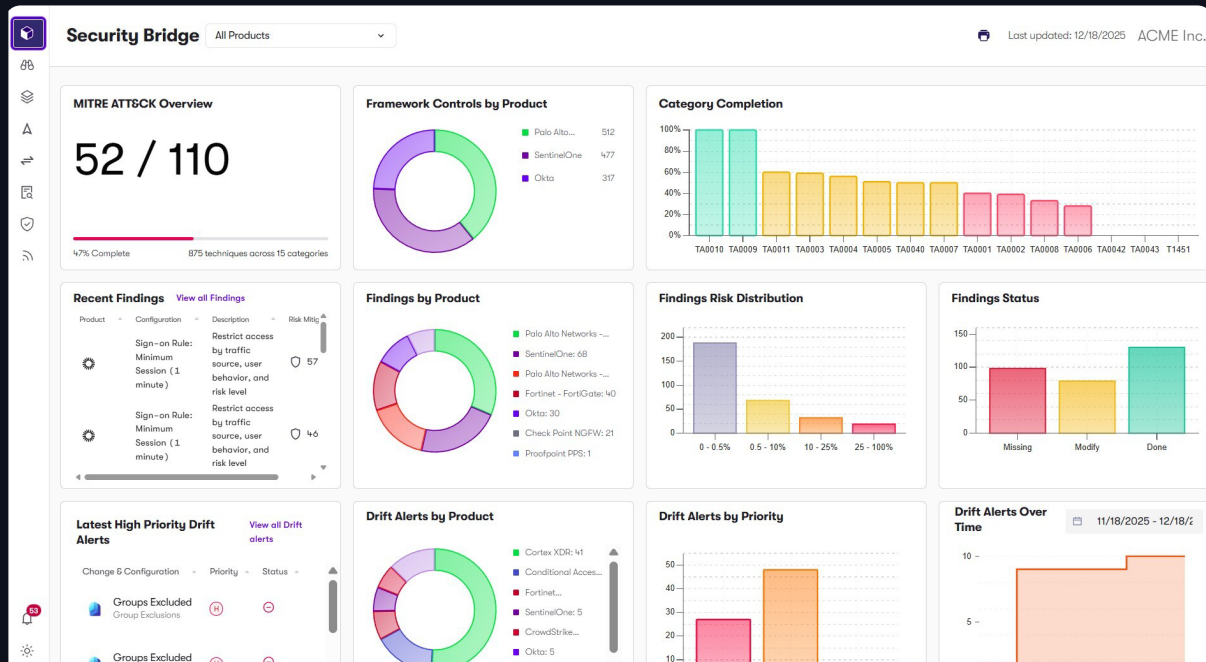 Security Bridge
All Products
Last updated: 12/18/2025
ACME Inc.
MITRE ATT&CK Overview
52 / 110
47% Complete
875 techniques across 15 categories
Framework Controls by Product
Palo Alto... 512
SentinelOne 477
Okta 317
Category Completion
100%
80%
60%
40%
20%
0%
TA0010 TA0009 TA0011 TA0003 TA0004 TA0005 TA0040 TA0007 TA0001 TA0002 TA0008 TA0006 TA0042 TA0043 T1451
Recent Findings View all Findings
Product Configuration Description Risk Mitig
Sign-on Rule:
Minimum
Session (1
minute)
Restrict access
by traffic
source, user
behavior, and
risk level
57
Sign-on Rule:
Minimum
Session (1
minute)
Restrict access
by traffic
source, user
behavior, and
risk level
46
Findings by Product
Palo Alto Networks -...
SentinelOne: 68
Palo Alto Networks -...
Fortinet - FortiGate: 40
Okta: 30
Check Point NGFW: 21
Proofpoint PPS: 1
Findings Risk Distribution
200
150
100
50
0
0 - 0.5% 0.5 - 10% 10 - 25% 25 - 100%
Findings Status
150
100
50
0
Missing Modify Done
Latest High Priority Drift
Alerts
View all Drift
alerts
Change & Configuration Priority Status
Groups Excluded
Group Exclusions
H
Groups Excluded
Drift Alerts by Product
Cortex XDR: 41
Conditional Acces...
Fortinet...
SentinelOne: 5
CrowdStrike...
Okta: 5
Drift Alerts by Priority
50
40
30
20
10
Drift Alerts Over
Time
11/18/2025 - 12/18/2
10
5
53